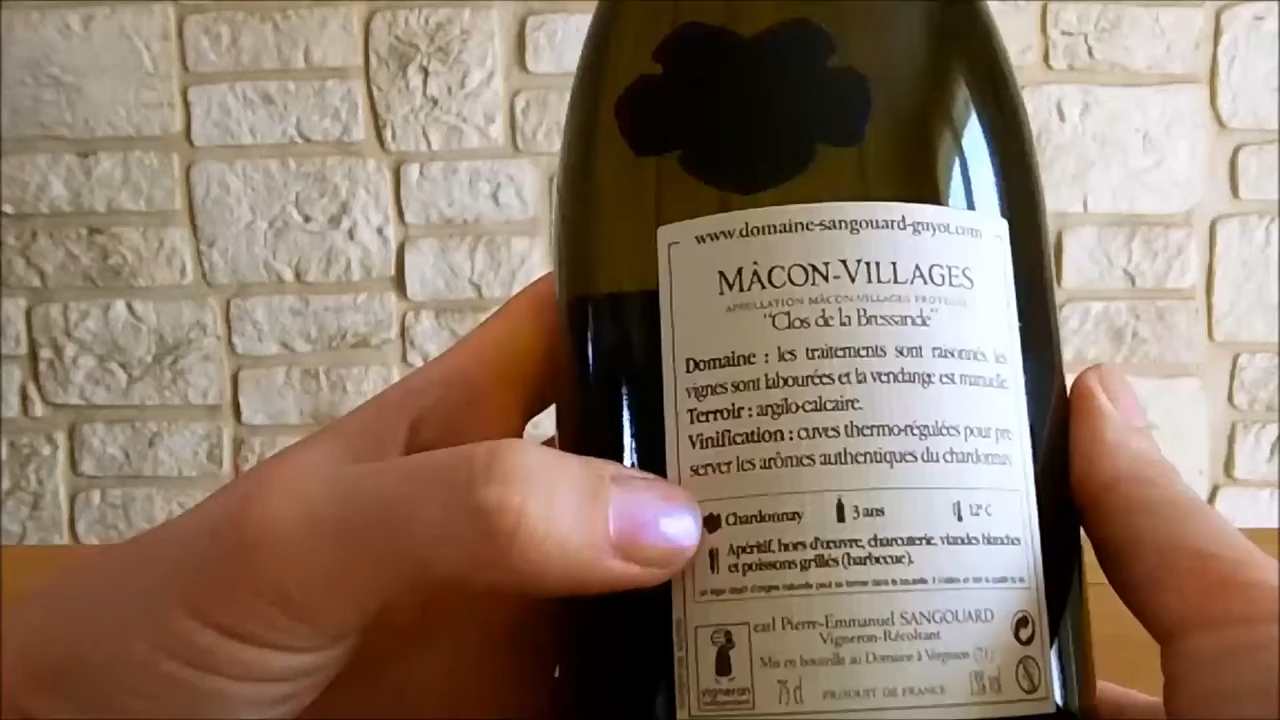 www.domaine-sangouard-guyot.com
MÂCON-VILLAGES
APPELLATION MÂCON-VILLAGES PROTÉGÉE
"Clos de la Bressande"
Domaine : les traitements sont raisonnés, les
vignes sont labourées et la vendange est manuelle.
Terroir : argilo-calcaire.
Vinification : cuves thermo-régulées pour pré
server les arômes authentiques du chardonnay
Chardonnay 3 ans 12° C
Apéritif, hors d'œuvre, charcuterie, viandes blanches
et poissons grillés (barbecue).
earl Pierre-Emmanuel SANGOUARD
Vigneron-Récoltant
Mis en bouteille au Domaine à Vergisson (71)
vigneron
75 cl PRODUIT DE FRANCE